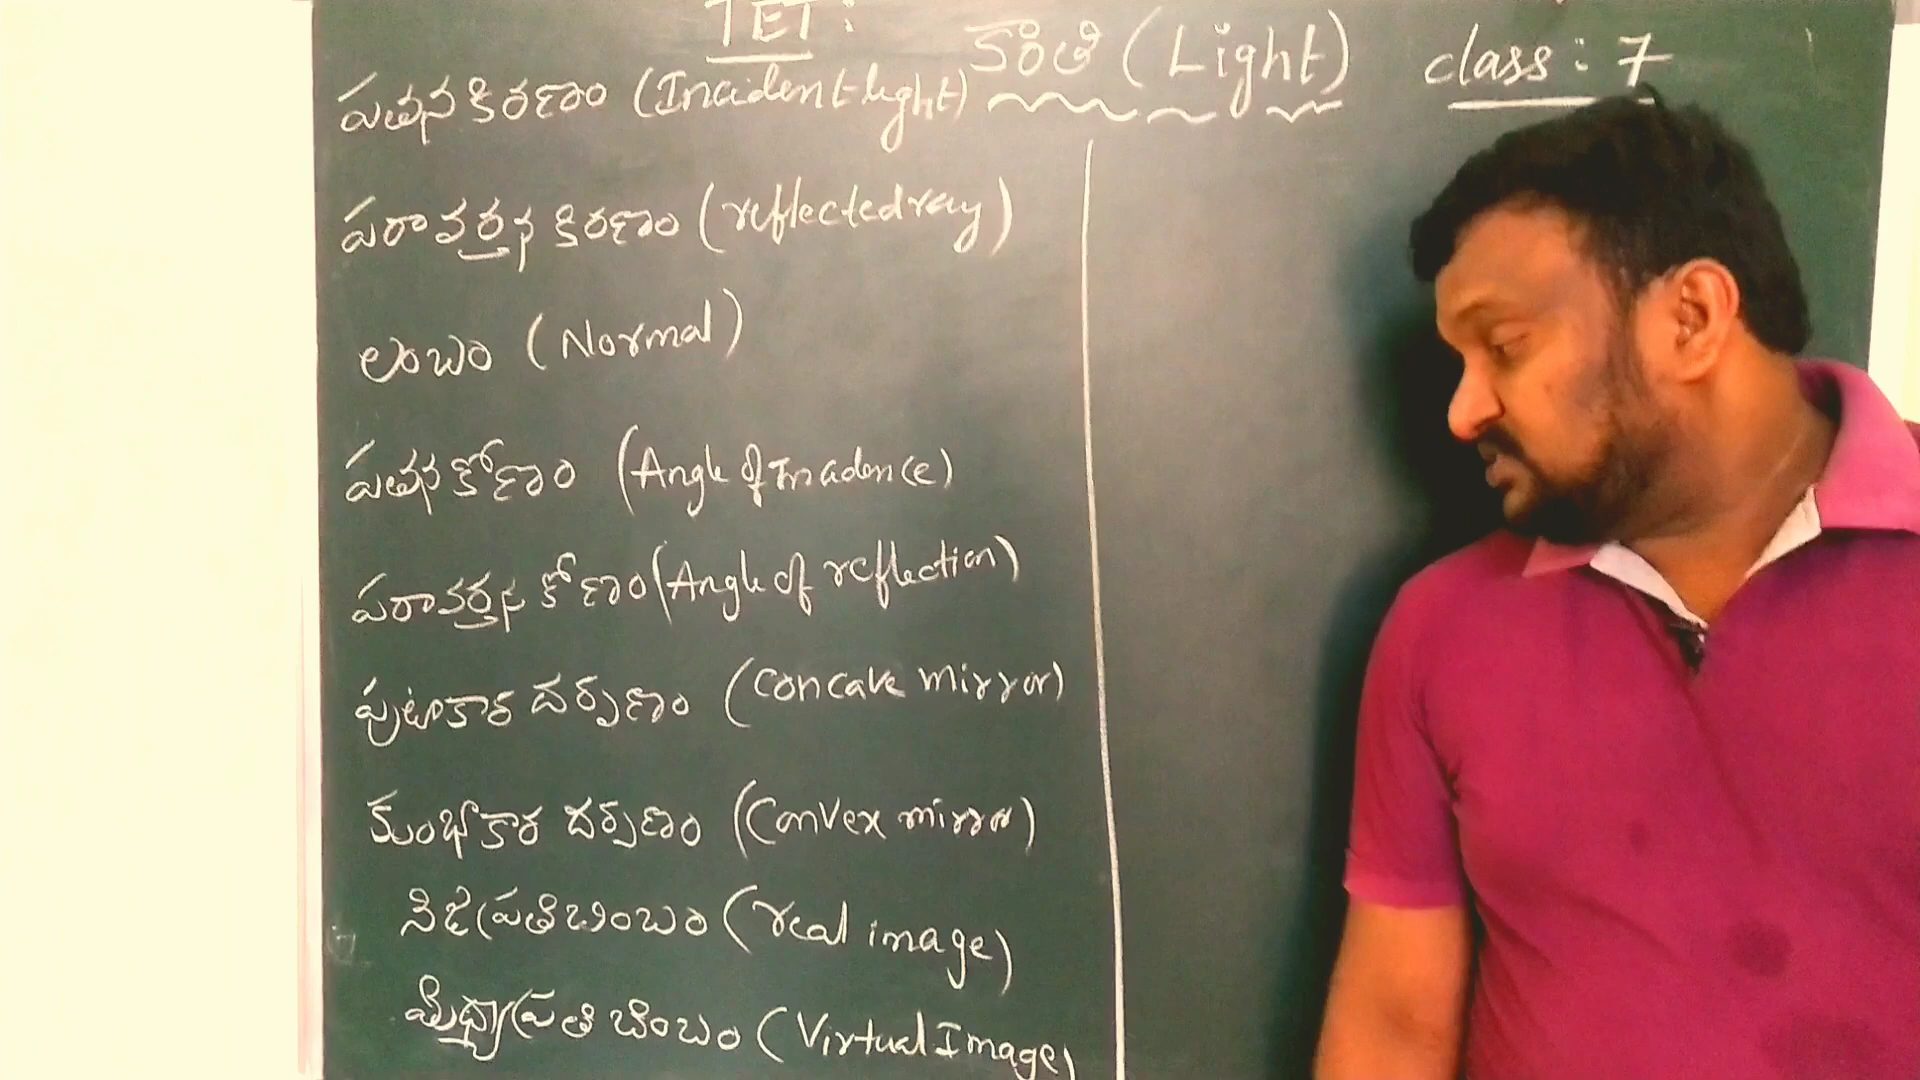 TET:
కాంతి (Light) class: 7
పతన కిరణం (Incident light)
పరావర్తన కిరణం (reflected ray)
లంబం (Normal)
పతన కోణం (Angle of Incidence)
పరావర్తన కోణం (Angle of reflection)
పుటాకార దర్పణం (Concave mirror)
కుంభాకార దర్పణం (Convex mirror)
నిజ ప్రతిబింబం (real image)
మిథ్యా ప్రతిబింబం (Virtual Image)